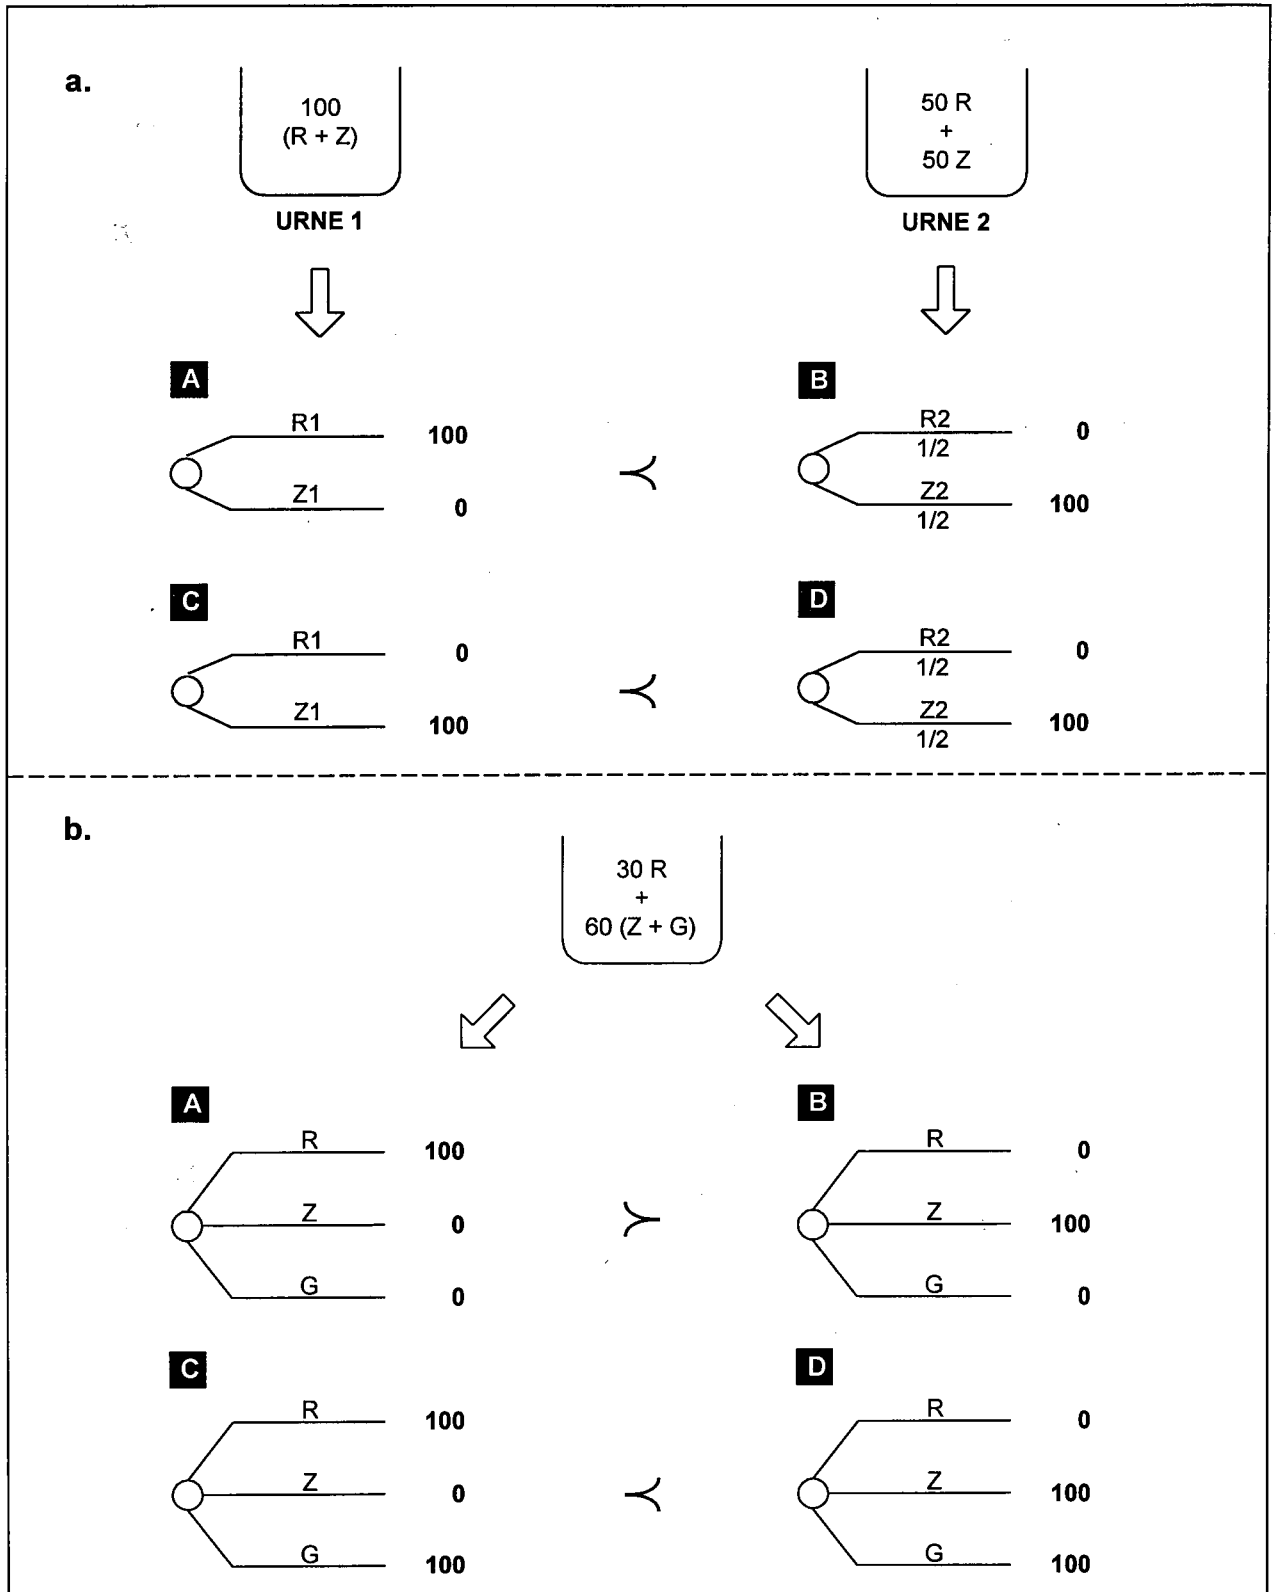 a.
100
(R + Z)
50 R
+
50 Z
URNE 1
URNE 2
A
R1 100
Z1 0
≺
B
R2 0
1/2
Z2 100
1/2
C
R1 0
Z1 100
≺
D
R2 0
1/2
Z2 100
1/2
b.
30 R
+
60 (Z + G)
A
R 100
Z 0
G 0
≻
B
R 0
Z 100
G 0
C
R 100
Z 0
G 100
≺
D
R 0
Z 100
G 100